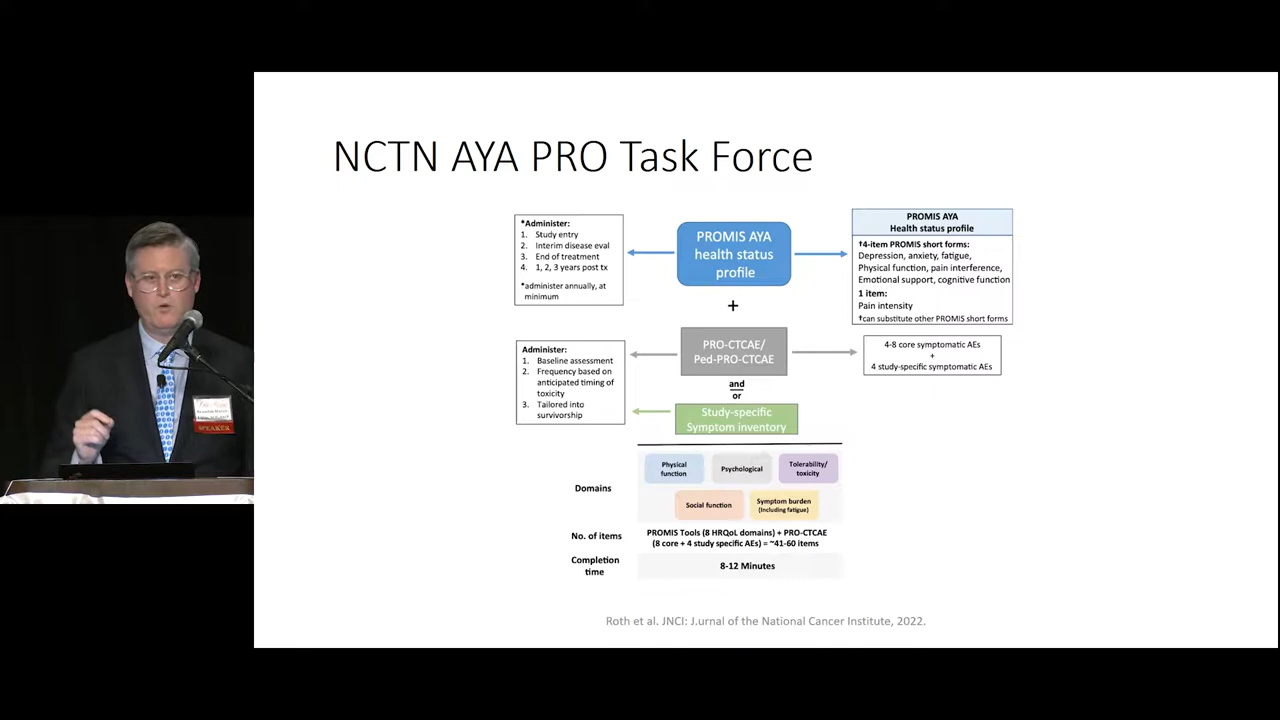 NCTN AYA PRO Task Force
*Administer:
1. Study entry
2. Interim disease eval
3. End of treatment
4. 1, 2, 3 years post tx
*administer annually, at
minimum
PROMIS AYA
health status
profile
PROMIS AYA
Health status profile
†4-item PROMIS short forms:
Depression, anxiety, fatigue,
Physical function, pain interference,
Emotional support, cognitive function
1 item:
Pain intensity
†can substitute other PROMIS short forms
+
Administer:
1. Baseline assessment
2. Frequency based on
anticipated timing of
toxicity
3. Tailored into
survivorship
PRO-CTCAE/
Ped-PRO-CTCAE
4-8 core symptomatic AEs
+
4 study-specific symptomatic AEs
and
or
Study-specific
Symptom inventory
Domains
Physical
function
Psychological
Tolerability/
toxicity
Social function
Symptom burden
(Including fatigue)
No. of items
PROMIS Tools (8 HRQoL domains) + PRO-CTCAE
(8 core + 4 study specific AEs) = ~41-60 items
Completion
time
8-12 Minutes
Roth et al. JNCI: J.urnal of the National Cancer Institute, 2022.
SPEAKER